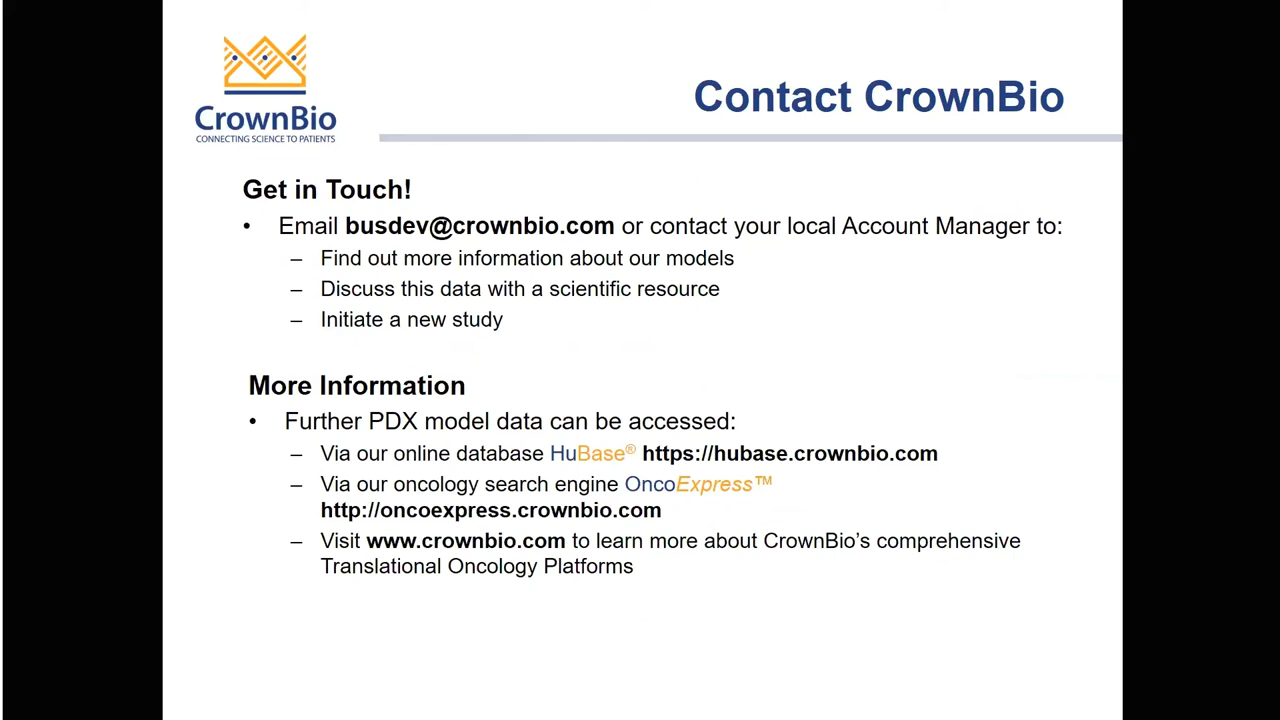 CrownBio
CONNECTING SCIENCE TO PATIENTS
Contact CrownBio
Get in Touch!
• Email busdev@crownbio.com or contact your local Account Manager to:
– Find out more information about our models
– Discuss this data with a scientific resource
– Initiate a new study
More Information
• Further PDX model data can be accessed:
– Via our online database HuBase® https://hubase.crownbio.com
– Via our oncology search engine OncoExpress™
http://oncoexpress.crownbio.com
– Visit www.crownbio.com to learn more about CrownBio’s comprehensive
Translational Oncology Platforms